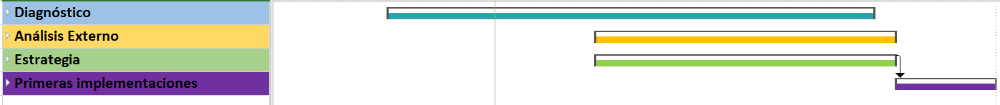 Diagnóstico
Análisis Externo
Estrategia
Primeras implementaciones